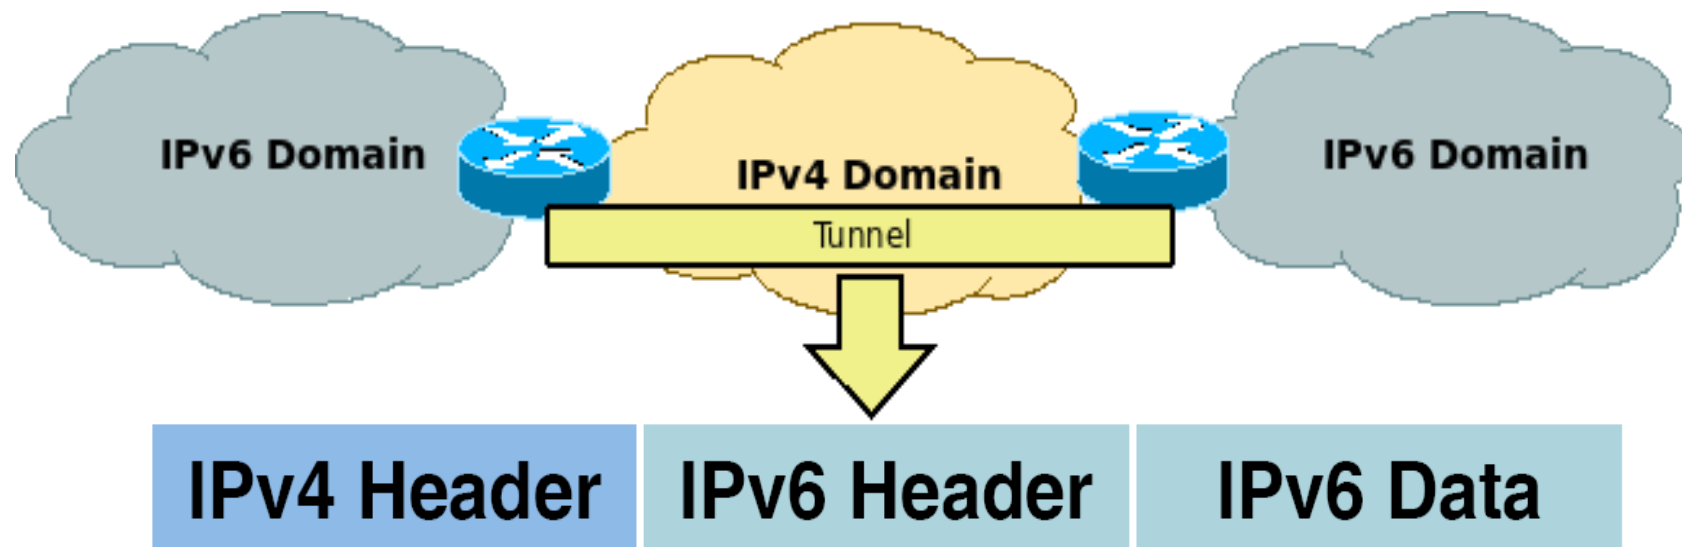 IPv6 Domain
IPv4 Domain
IPv6 Domain
Tunnel
IPv4 Header
IPv6 Header
IPv6 Data